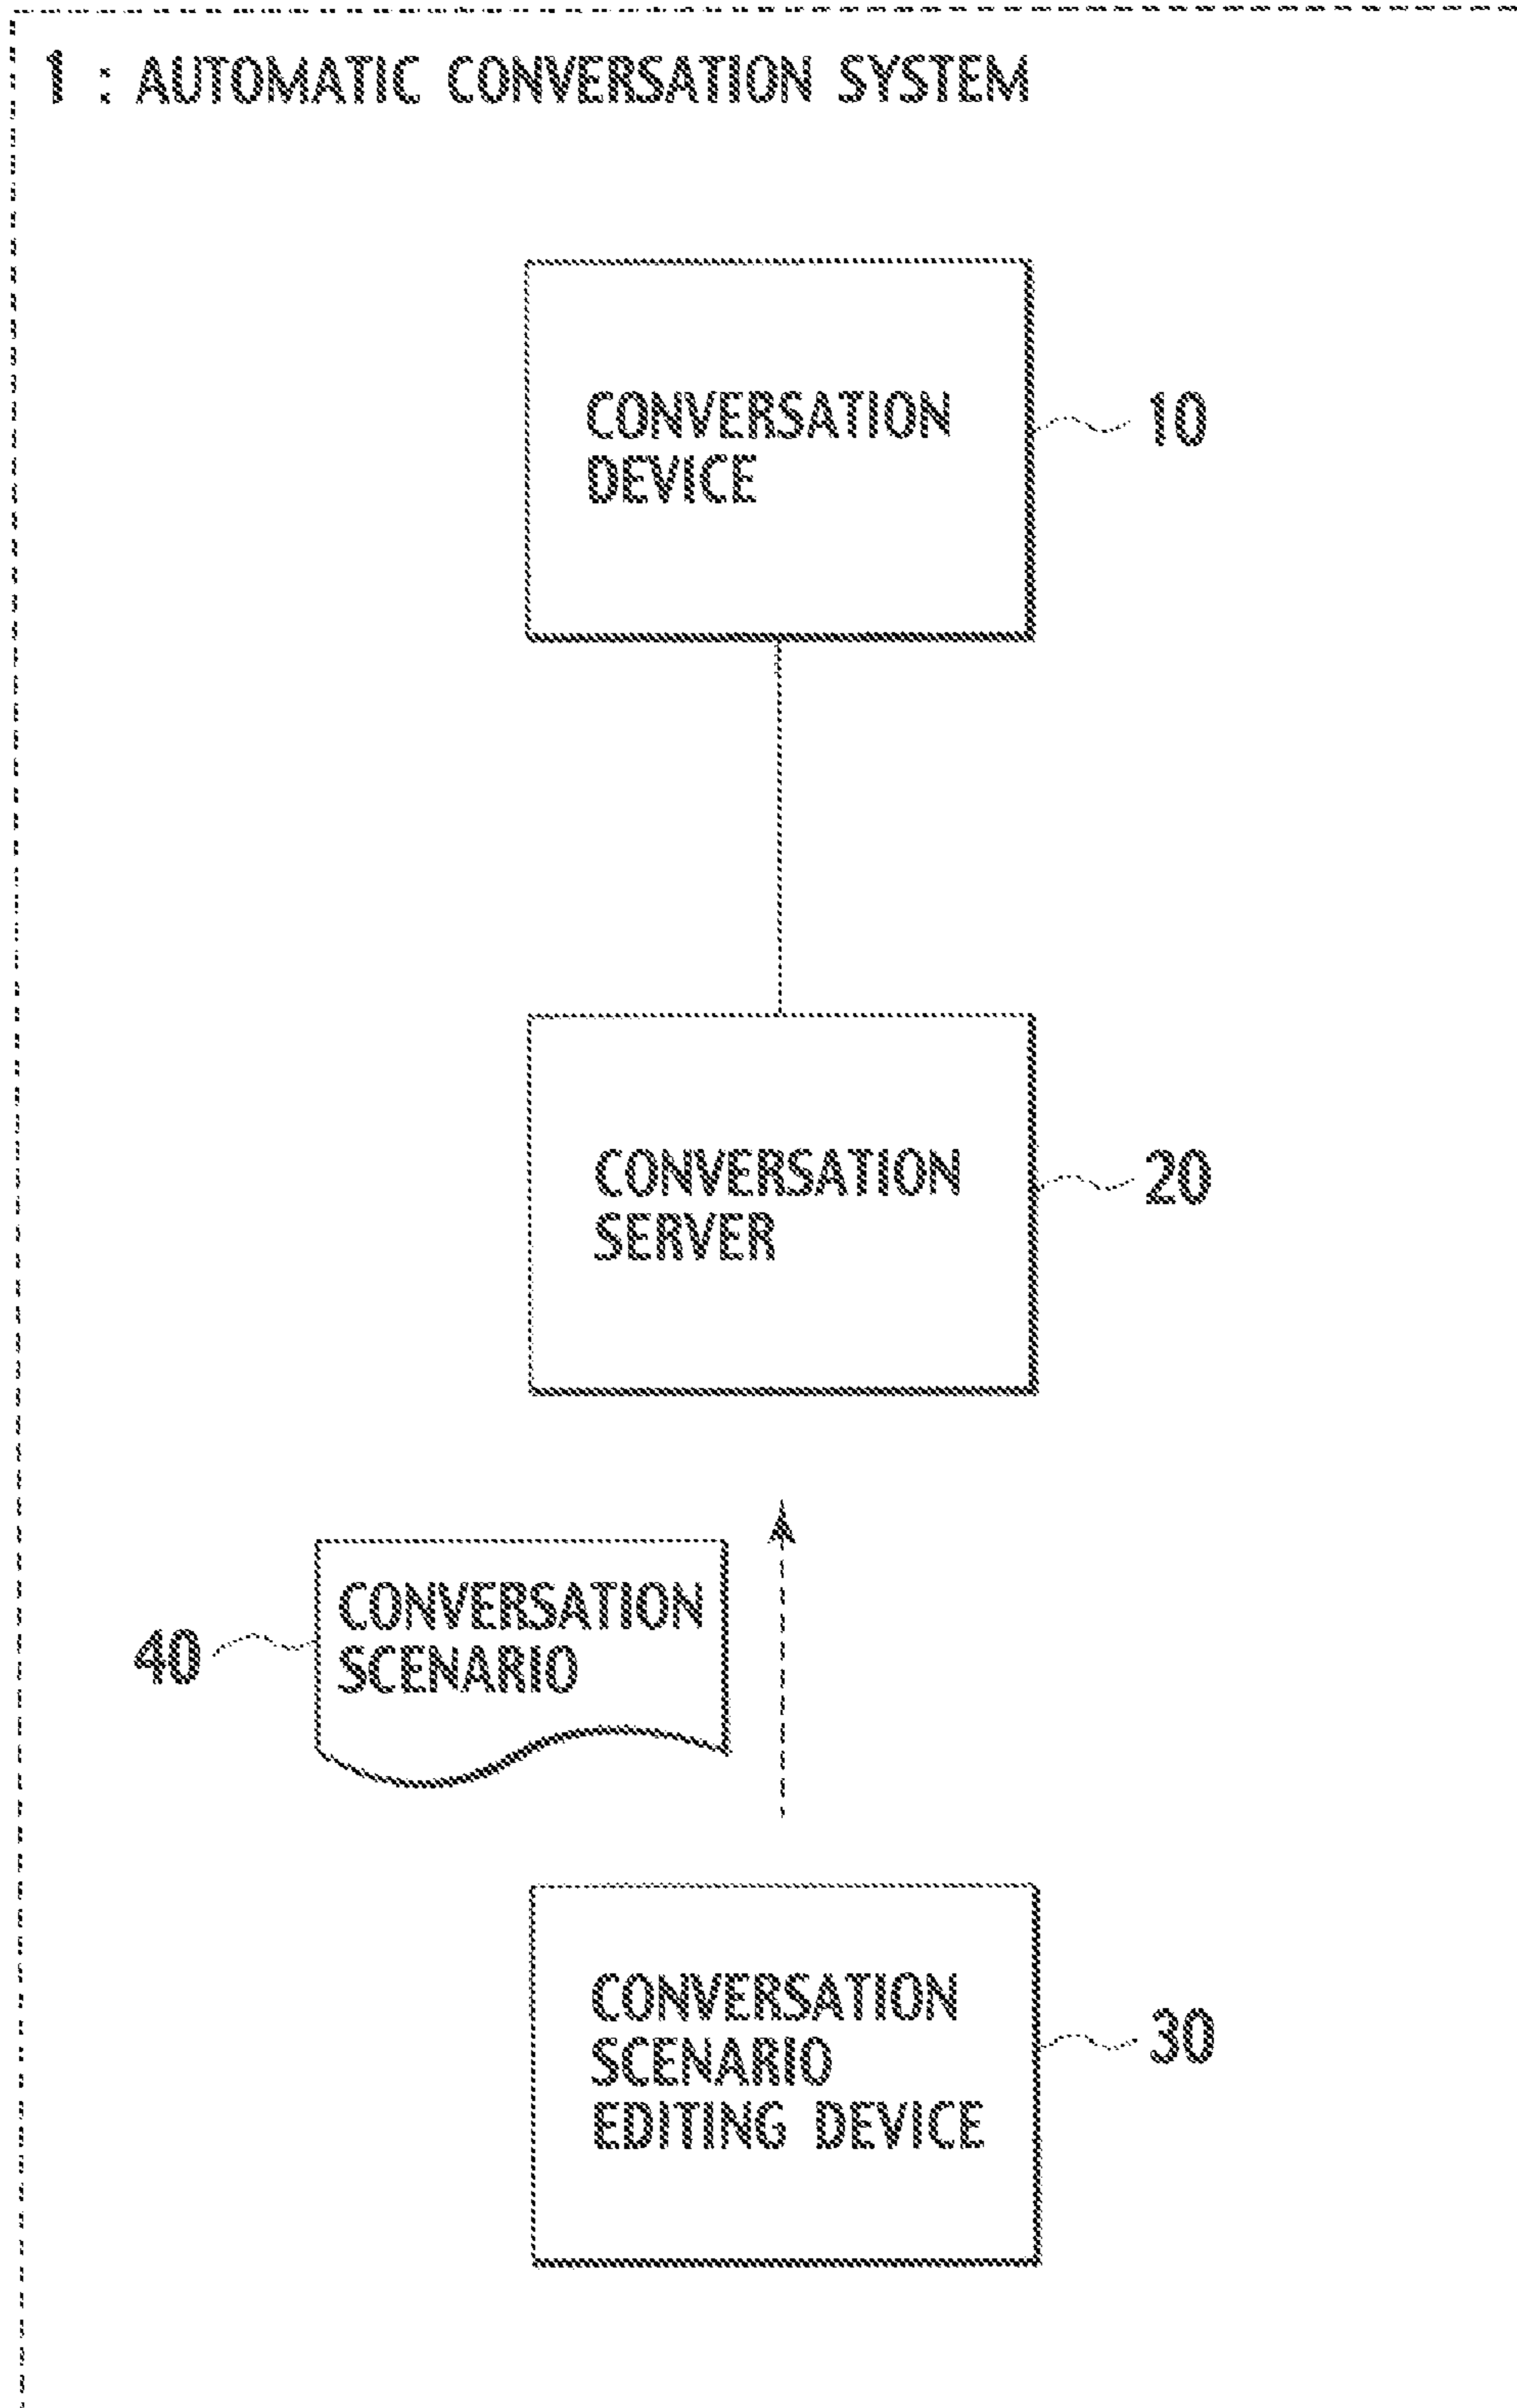 1 : AUTOMATIC CONVERSATION SYSTEM
CONVERSATION
DEVICE
10
CONVERSATION
SERVER
20
CONVERSATION
SCENARIO
40
CONVERSATION
SCENARIO
EDITING DEVICE
30